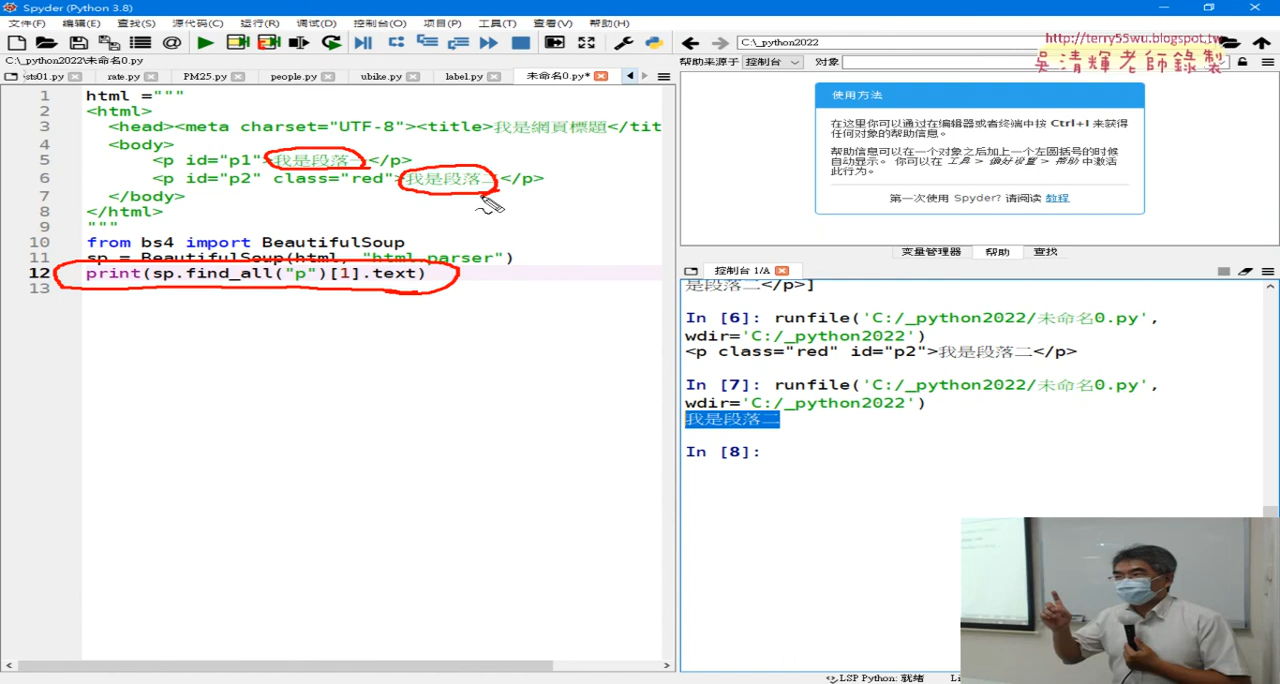 Spyder (Python 3.8)
文件(F) 编辑(E) 查找(S) 源代码(C) 运行(R) 调试(D) 控制台(O) 项目(P) 工具(T) 查看(V) 帮助(H)
C:\_python2022
http://terry55wu.blogspot.tw
吳清輝老師錄製
C:\_python2022\未命名0.py
sts01.py rate.py PM25.py people.py ubike.py label.py 未命名0.py*
帮助来源于 控制台 对象
1 html ="""
2 <html>
3 <head><meta charset="UTF-8"><title>我是網頁標題</tit
4 <body>
5 <p id="p1">我是段落一</p>
6 <p id="p2" class="red">我是段落二</p>
7 </body>
8 </html>
9 """
10 from bs4 import BeautifulSoup
11 sp = BeautifulSoup(html, "html.parser")
12 print(sp.find_all("p")[1].text)
13
使用方法
在这里你可以通过在编辑器或者终端中按 Ctrl+I 来获得
任何对象的帮助信息。
帮助信息可以在一个对象之后加上一个左圆括号的时候
自动显示。 你可以在 工具 > 偏好设置 > 帮助 中激活
此行为。
第一次使用 Spyder? 请阅读 教程
变量管理器 帮助 查找
控制台 1/A
是段落二</p>]
In [6]: runfile('C:/_python2022/未命名0.py',
wdir='C:/_python2022')
<p class="red" id="p2">我是段落二</p>
In [7]: runfile('C:/_python2022/未命名0.py',
wdir='C:/_python2022')
我是段落二
In [8]:
LSP Python: 就绪 Li